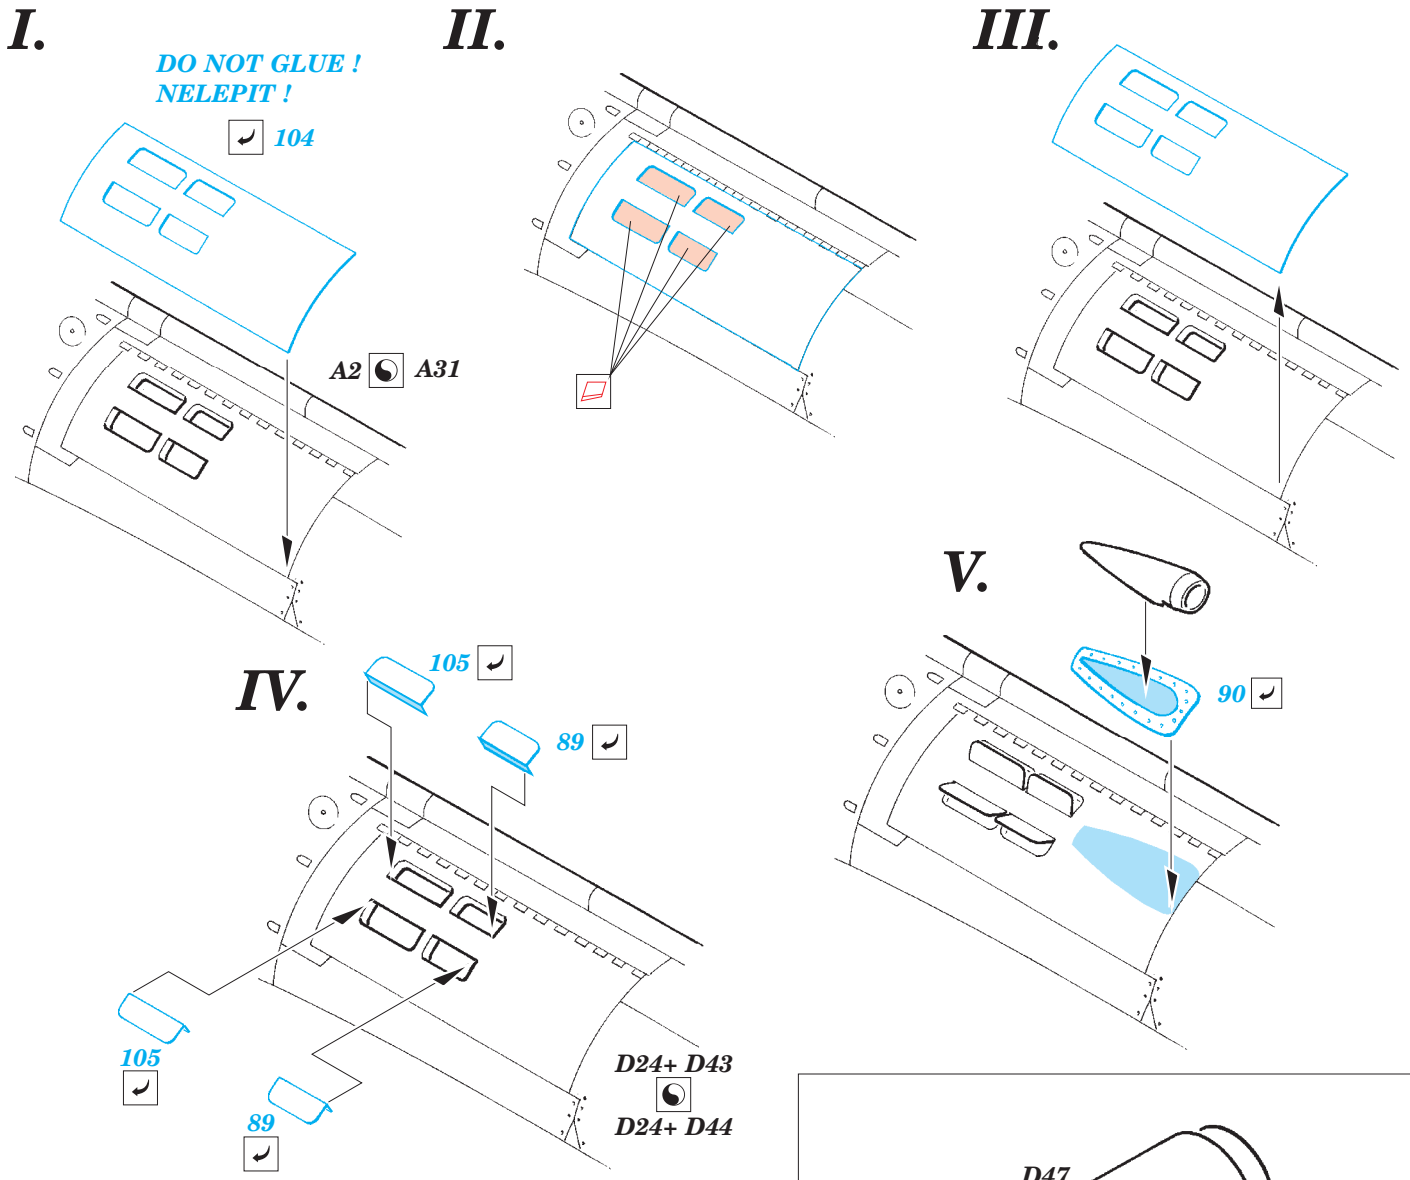 I.
II.
III.
DO NOT GLUE !
NELEPIT !
104
A2 A31
V.
IV.
105
89
90
105
89
D24+ D43
D24+ D44
D47